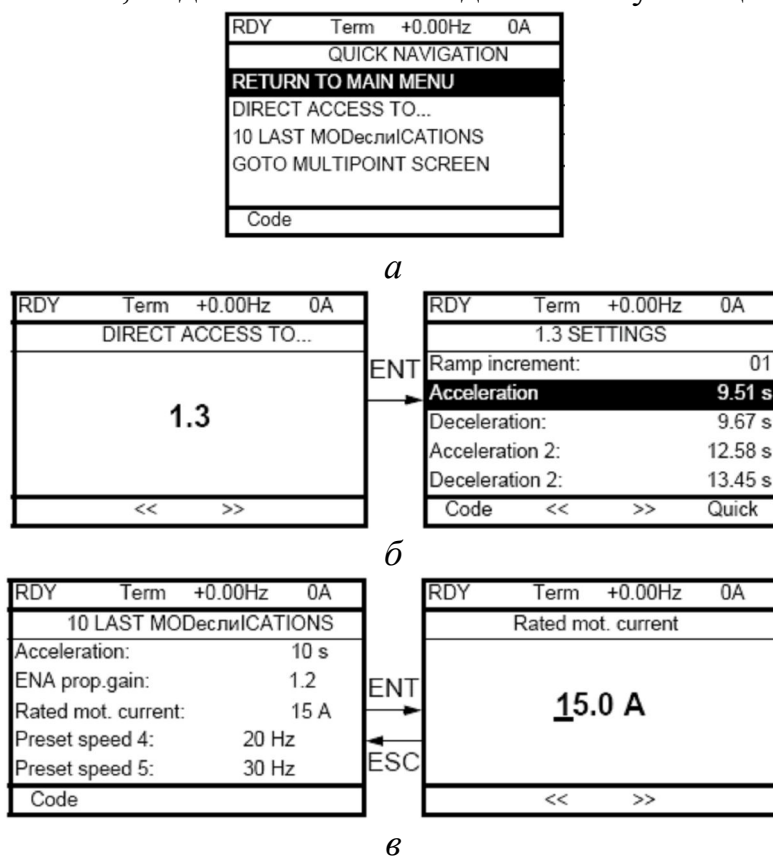 RDY Term +0.00Hz 0A
QUICK NAVIGATION
RETURN TO MAIN MENU
DIRECT ACCESS TO...
10 LAST MODеслиICATIONS
GOTO MULTIPOINT SCREEN
Code
а
RDY Term +0.00Hz 0A
DIRECT ACCESS TO...
1.3
<< >>
ENT
RDY Term +0.00Hz 0A
1.3 SETTINGS
Ramp increment: 01
Acceleration 9.51 s
Deceleration: 9.67 s
Acceleration 2: 12.58 s
Deceleration 2: 13.45 s
Code << >> Quick
б
RDY Term +0.00Hz 0A
10 LAST MODеслиICATIONS
Acceleration: 10 s
ENA prop.gain: 1.2
Rated mot. current: 15 A
Preset speed 4: 20 Hz
Preset speed 5: 30 Hz
Code
ENT
ESC
RDY Term +0.00Hz 0A
Rated mot. current
15.0 A
<< >>
в